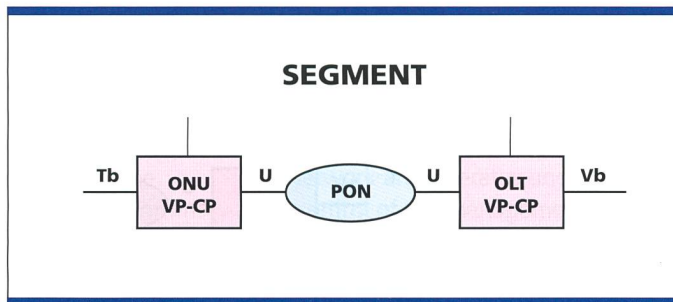 SEGMENT
Tb
ONU
VP-CP
U
PON
U
OLT
VP-CP
Vb